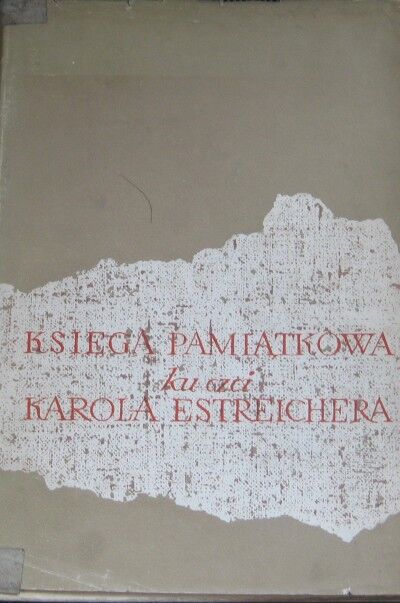 KSIĘGA PAMIĄTKOWA
ku czci
KAROLA ESTREICHERA